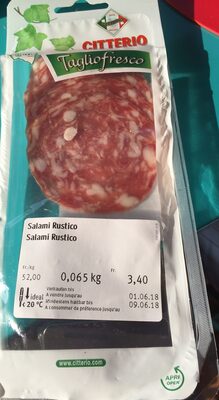 CITTERIO
Tagliofresco
Salami Rustico
Salami Rustico
Fr./kg Fr.
52,00 0,065 kg 3,40
Verkaufen bis
A vendre jusqu'au 01.06.18
ideal Mindestens haltbar bis 09.06.18
< 20 °C A consommer de préférence jusqu'au
www.citterio.com
APRE
OPEN